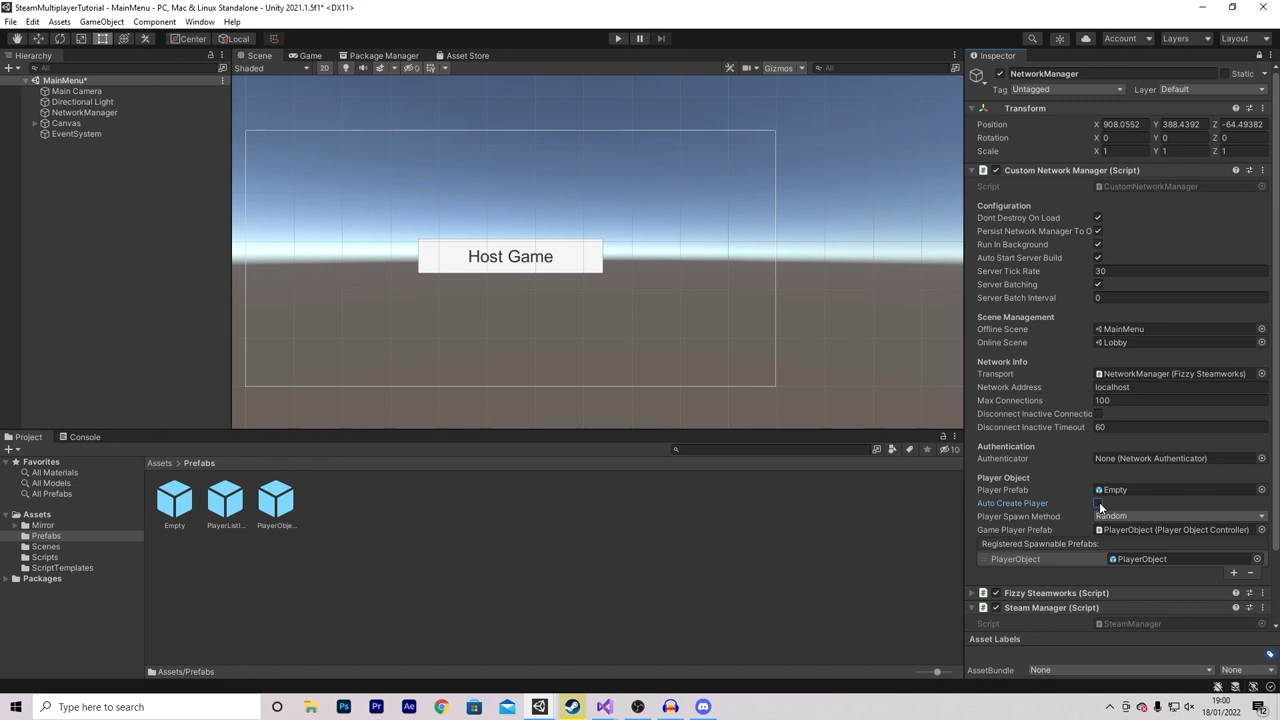 SteamMultiplayerTutorial - MainMenu - PC, Mac & Linux Standalone - Unity 2021.1.5f1* <DX11>
File Edit Assets GameObject Component Window Help
Center Local Account Layers Layout
Hierarchy Scene Game Package Manager Asset Store Inspector
All Shaded 2D 0 Gizmos All
NetworkManager Static
Tag Untagged Layer Default
MainMenu*
Main Camera
Directional Light
NetworkManager
Canvas
EventSystem
Host Game
Transform
Position X 908.0552 Y 388.4392 Z -64.49382
Rotation X 0 Y 0 Z 0
Scale X 1 Y 1 Z 1
Custom Network Manager (Script)
Script CustomNetworkManager
Configuration
Dont Destroy On Load
Persist Network Manager To O
Run In Background
Auto Start Server Build
Server Tick Rate 30
Server Batching
Server Batch Interval 0
Scene Management
Offline Scene MainMenu
Online Scene Lobby
Network Info
Transport NetworkManager (Fizzy Steamworks)
Network Address localhost
Max Connections 100
Disconnect Inactive Connectio
Disconnect Inactive Timeout 60
Authentication
Authenticator None (Network Authenticator)
Player Object
Player Prefab Empty
Auto Create Player
Player Spawn Method Random
Game Player Prefab PlayerObject (Player Object Controller)
Registered Spawnable Prefabs:
PlayerObject PlayerObject
Fizzy Steamworks (Script)
Steam Manager (Script)
Script SteamManager
Asset Labels
AssetBundle None None
Project Console
10
Favorites
All Materials
All Models
All Prefabs
Assets
Mirror
Prefabs
Scenes
Scripts
ScriptTemplates
Packages
Assets > Prefabs
Empty PlayerListI... PlayerObje...
Assets/Prefabs
Type here to search
19:00
18/01/2022